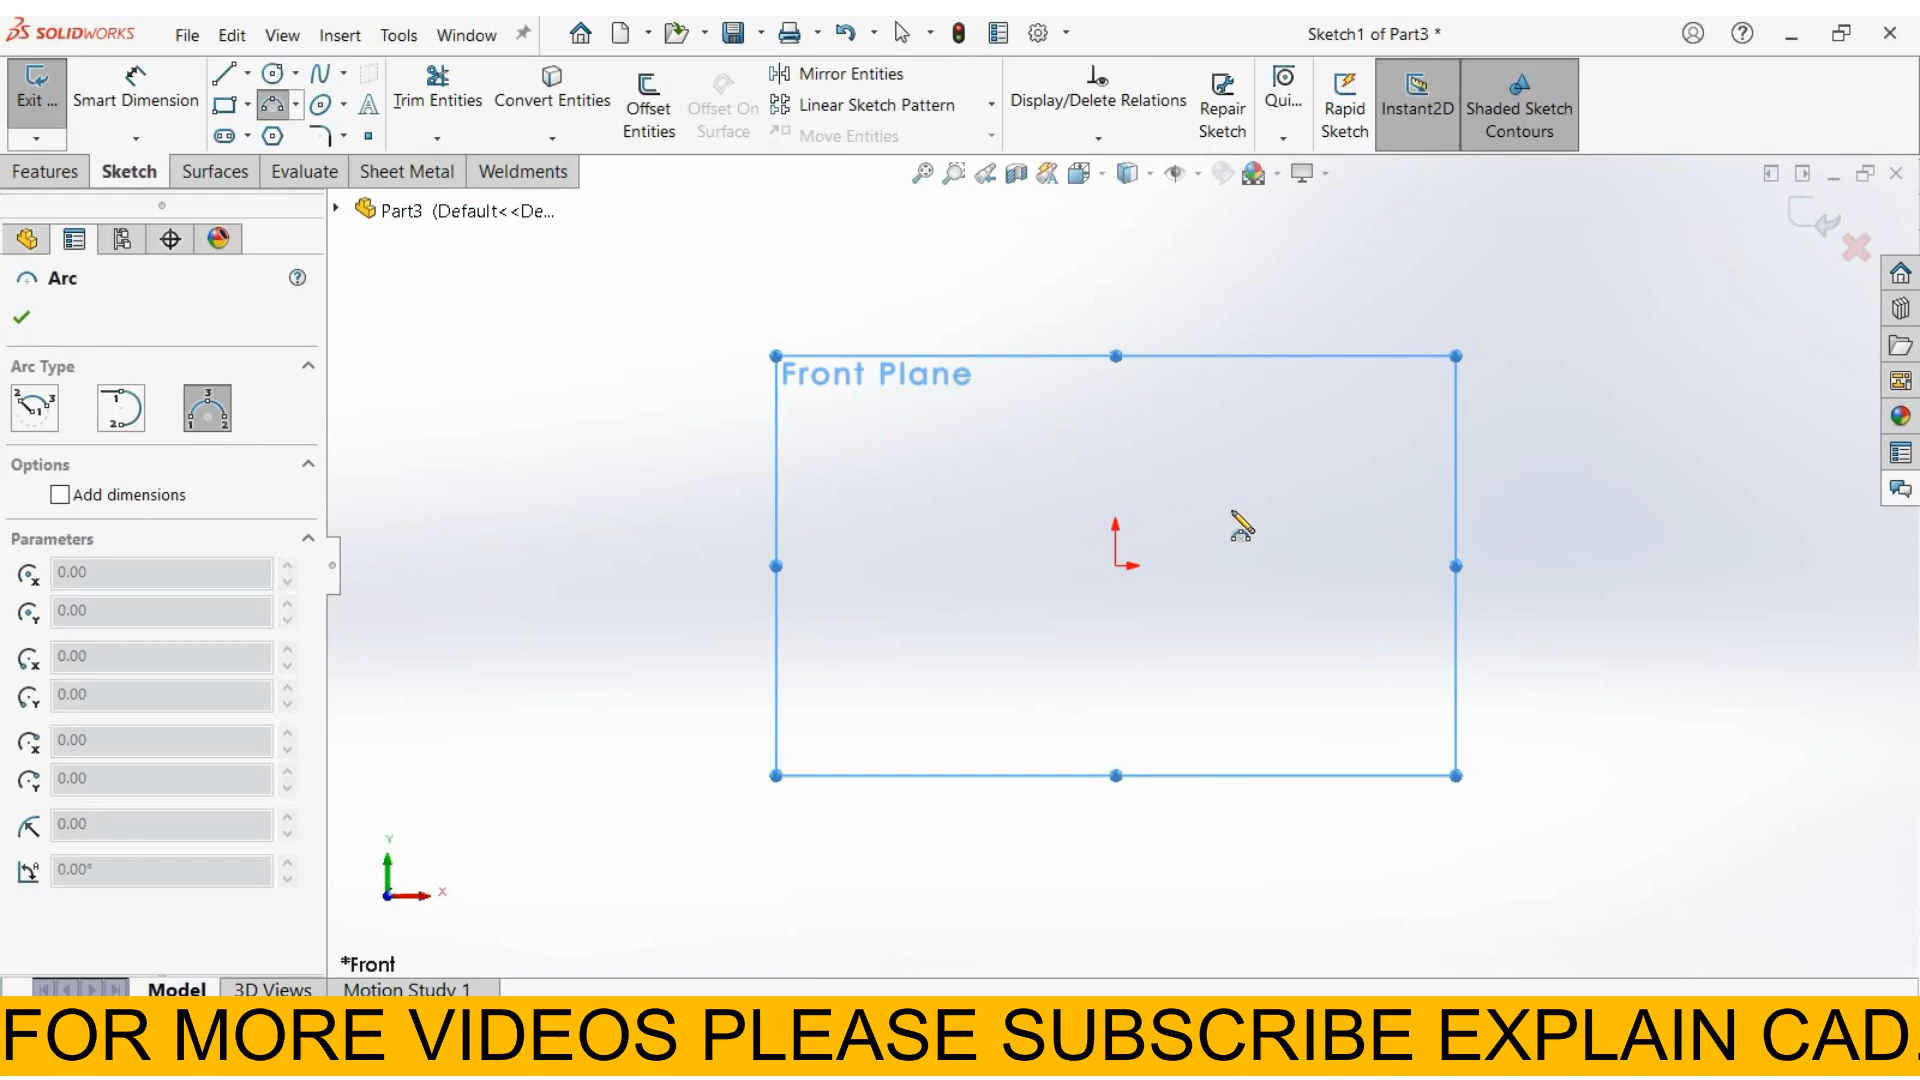 SOLIDWORKS File Edit View Insert Tools Window Sketch1 of Part3 *
Exit ... Smart Dimension Trim Entities Convert Entities Offset Entities Offset On Surface Mirror Entities Linear Sketch Pattern Move Entities Display/Delete Relations Repair Sketch Qui... Rapid Sketch Instant2D Shaded Sketch Contours
Features Sketch Surfaces Evaluate Sheet Metal Weldments
Part3 (Default<<De...
Arc
Arc Type
Options
Add dimensions
Parameters
0.00
0.00
0.00
0.00
0.00
0.00
0.00
0.00°
Front Plane
Y
X
*Front
Model 3D Views Motion Study 1
FOR MORE VIDEOS PLEASE SUBSCRIBE EXPLAIN CAD.